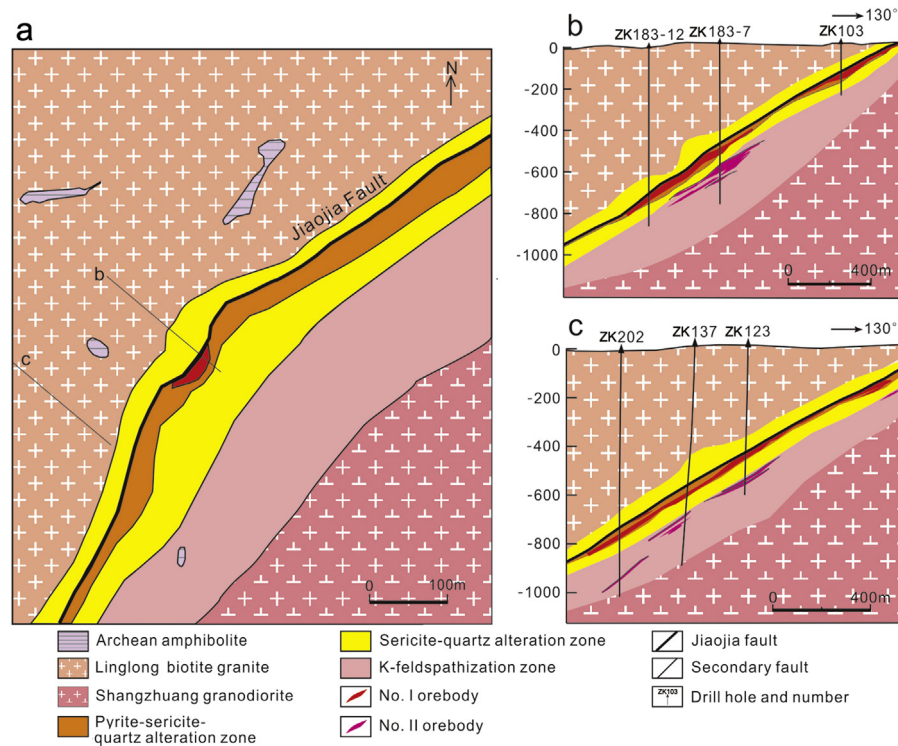 a
N
Jiaojia Fault
b
c
0 100m
b
130°
ZK183-12 ZK183-7 ZK103
0
-200
-400
-600
-800
-1000
0 400m
c
130°
ZK202 ZK137 ZK123
0
-200
-400
-600
-800
-1000
0 400m
Archean amphibolite
Linglong biotite granite
Shangzhuang granodiorite
Pyrite-sericite-
quartz alteration zone
Sericite-quartz alteration zone
K-feldspathization zone
No. I orebody
No. II orebody
Jiaojia fault
Secondary fault
ZK103
Drill hole and number